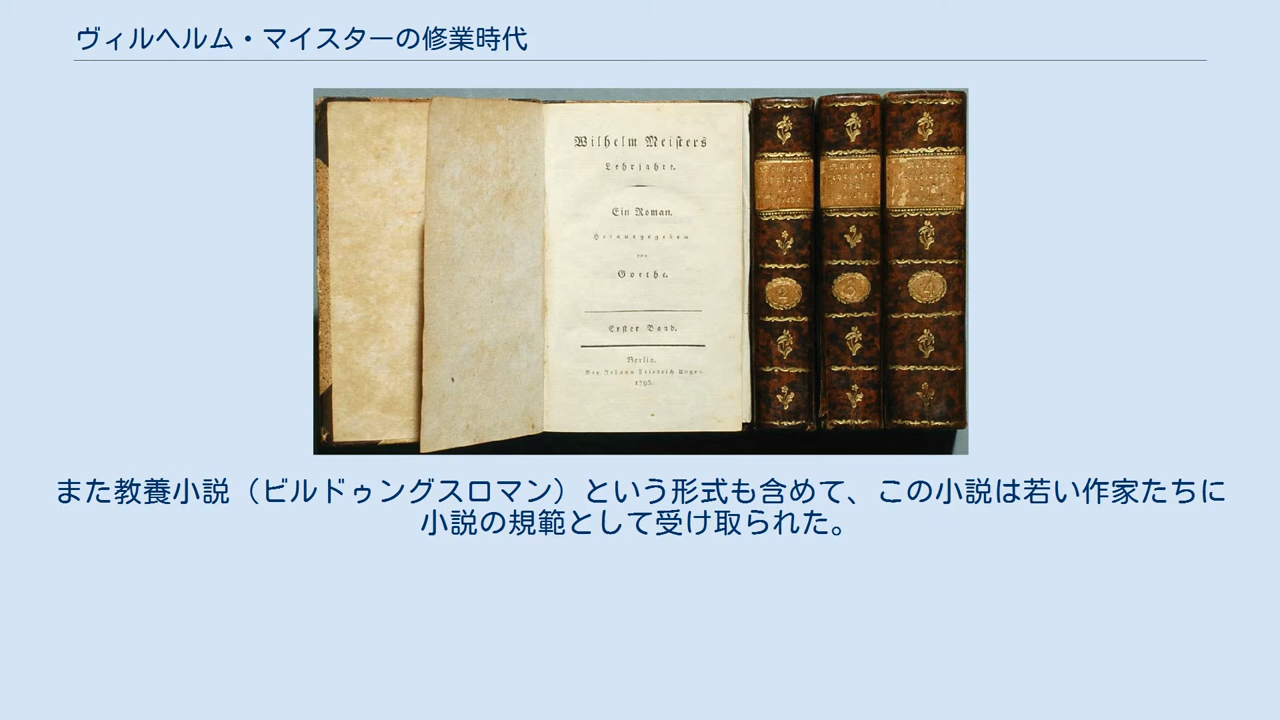 ヴィルヘルム・マイスターの修業時代
Wilhelm Meiſters
Lehrjahre.
Ein Roman.
Herausgegeben
von
Goethe.
Erſter Band.
Berlin.
Bei Johann Friedrich Unger.
1795.
2
3
4
また教養小説（ビルドゥングスロマン）という形式も含めて、この小説は若い作家たちに
小説の規範として受け取られた。